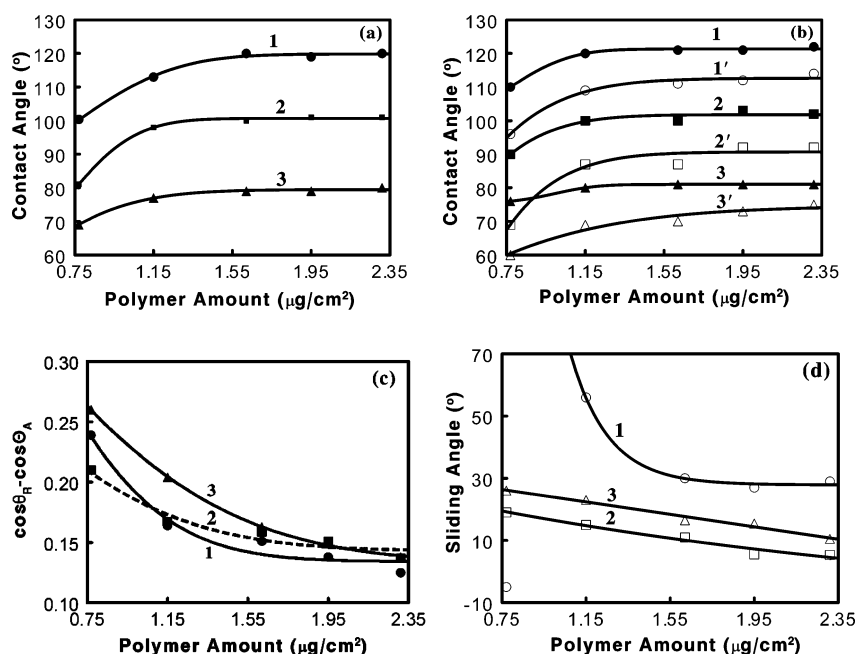 (a)
Contact Angle (º)
130
120
110
100
90
80
70
60
1
2
3
0.75 1.15 1.55 1.95 2.35
Polymer Amount (μg/cm²)
(b)
Contact Angle (º)
130
120
110
100
90
80
70
60
1
1′
2
2′
3
3′
0.75 1.15 1.55 1.95 2.35
Polymer Amount (μg/cm²)
(c)
cosθR-cosΘA
0.30
0.25
0.20
0.15
0.10
3
2
1
0.75 1.15 1.55 1.95 2.35
Polymer Amount (μg/cm²)
(d)
Sliding Angle (º)
70
50
30
10
-10
1
3
2
0.75 1.15 1.55 1.95 2.35
Polymer Amount (μg/cm²)